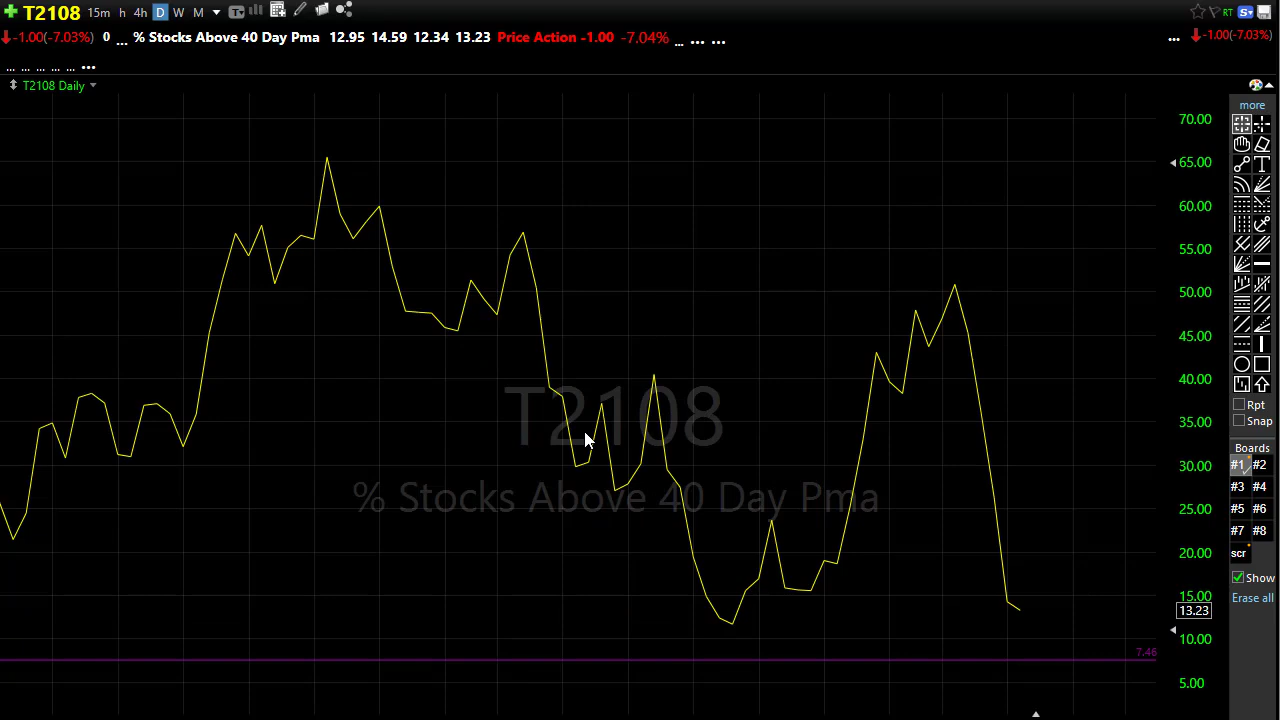 T2108 15m h 4h D W M T RT S
-1.00(-7.03%) 0 ... % Stocks Above 40 Day Pma 12.95 14.59 12.34 13.23 Price Action -1.00 -7.04% ... ... ... ... -1.00(-7.03%)
... ... ... ... ... ...
T2108 Daily
more
70.00
65.00
60.00
55.00
50.00
45.00
40.00
35.00
30.00
25.00
20.00
15.00
13.23
10.00
7.46
5.00
T2108
% Stocks Above 40 Day Pma
T
Rpt
Snap
Boards
#1 #2
#3 #4
#5 #6
#7 #8
scr
Show
Erase all